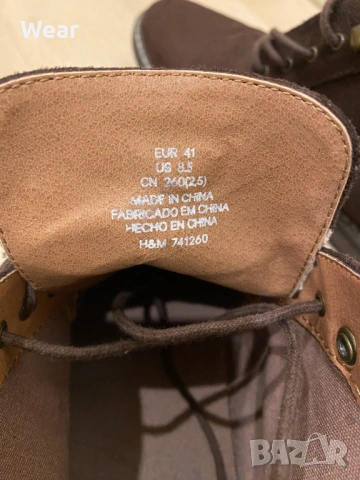 Wear
EUR 41
US 8.5
CN 260(2.5)
MADE IN CHINA
FABRICADO EM CHINA
HECHO EN CHINA
H&M 741260
BAZAR